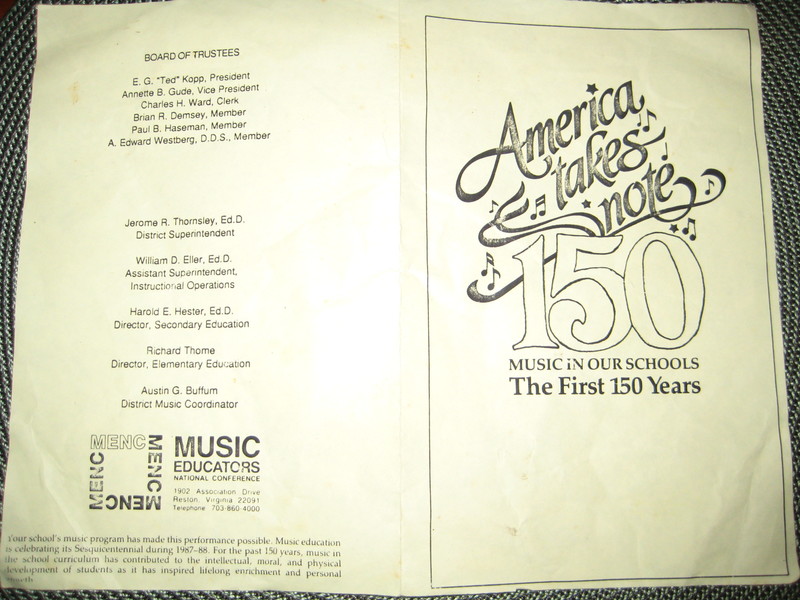 BOARD OF TRUSTEES
E. G. "Ted" Kopp, President
Annette B. Gude, Vice President
Charles H. Ward, Clerk
Brian R. Demsey, Member
Paul B. Haseman, Member
A. Edward Westberg, D.D.S., Member
Jerome R. Thornsley, Ed.D.
District Superintendent
William D. Eller, Ed.D.
Assistant Superintendent,
Instructional Operations
Harold E. Hester, Ed.D.
Director, Secondary Education
Richard Thome
Director, Elementary Education
Austin G. Buffum
District Music Coordinator
MENC
MENC
MENC
MENC
MUSIC
EDUCATORS
NATIONAL CONFERENCE
1902 Association Drive
Reston, Virginia 22091
Telephone 703-860-4000
Your school's music program has made this performance possible. Music education
is celebrating its Sesquicentennial during 1987-88. For the past 150 years, music in
the school curriculum has contributed to the intellectual, moral, and physical
development of students as it has inspired lifelong enrichment and personal
growth.
America
takes
note
150
MUSIC iN OUR SCHOOLS
The First 150 Years